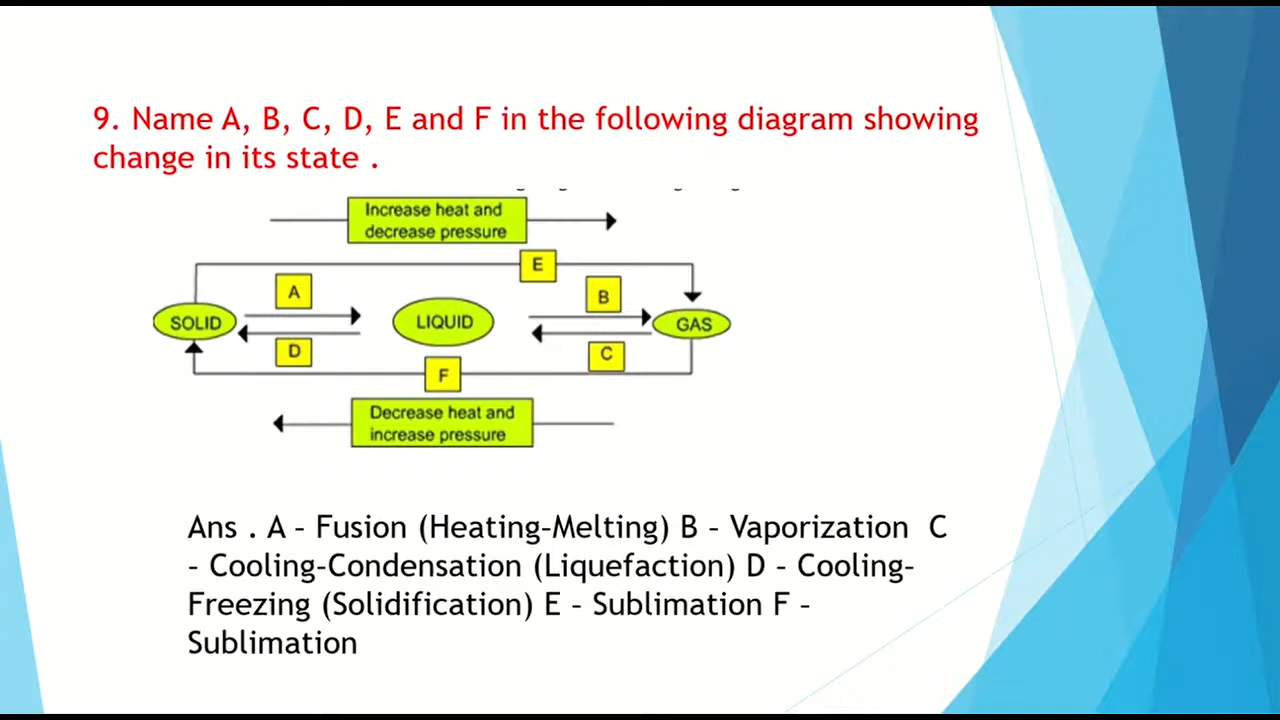 9. Name A, B, C, D, E and F in the following diagram showing
change in its state .
Increase heat and
decrease pressure
E
A
B
SOLID
LIQUID
GAS
D
C
F
Decrease heat and
increase pressure
Ans . A – Fusion (Heating-Melting) B – Vaporization C
– Cooling-Condensation (Liquefaction) D – Cooling-
Freezing (Solidification) E – Sublimation F –
Sublimation